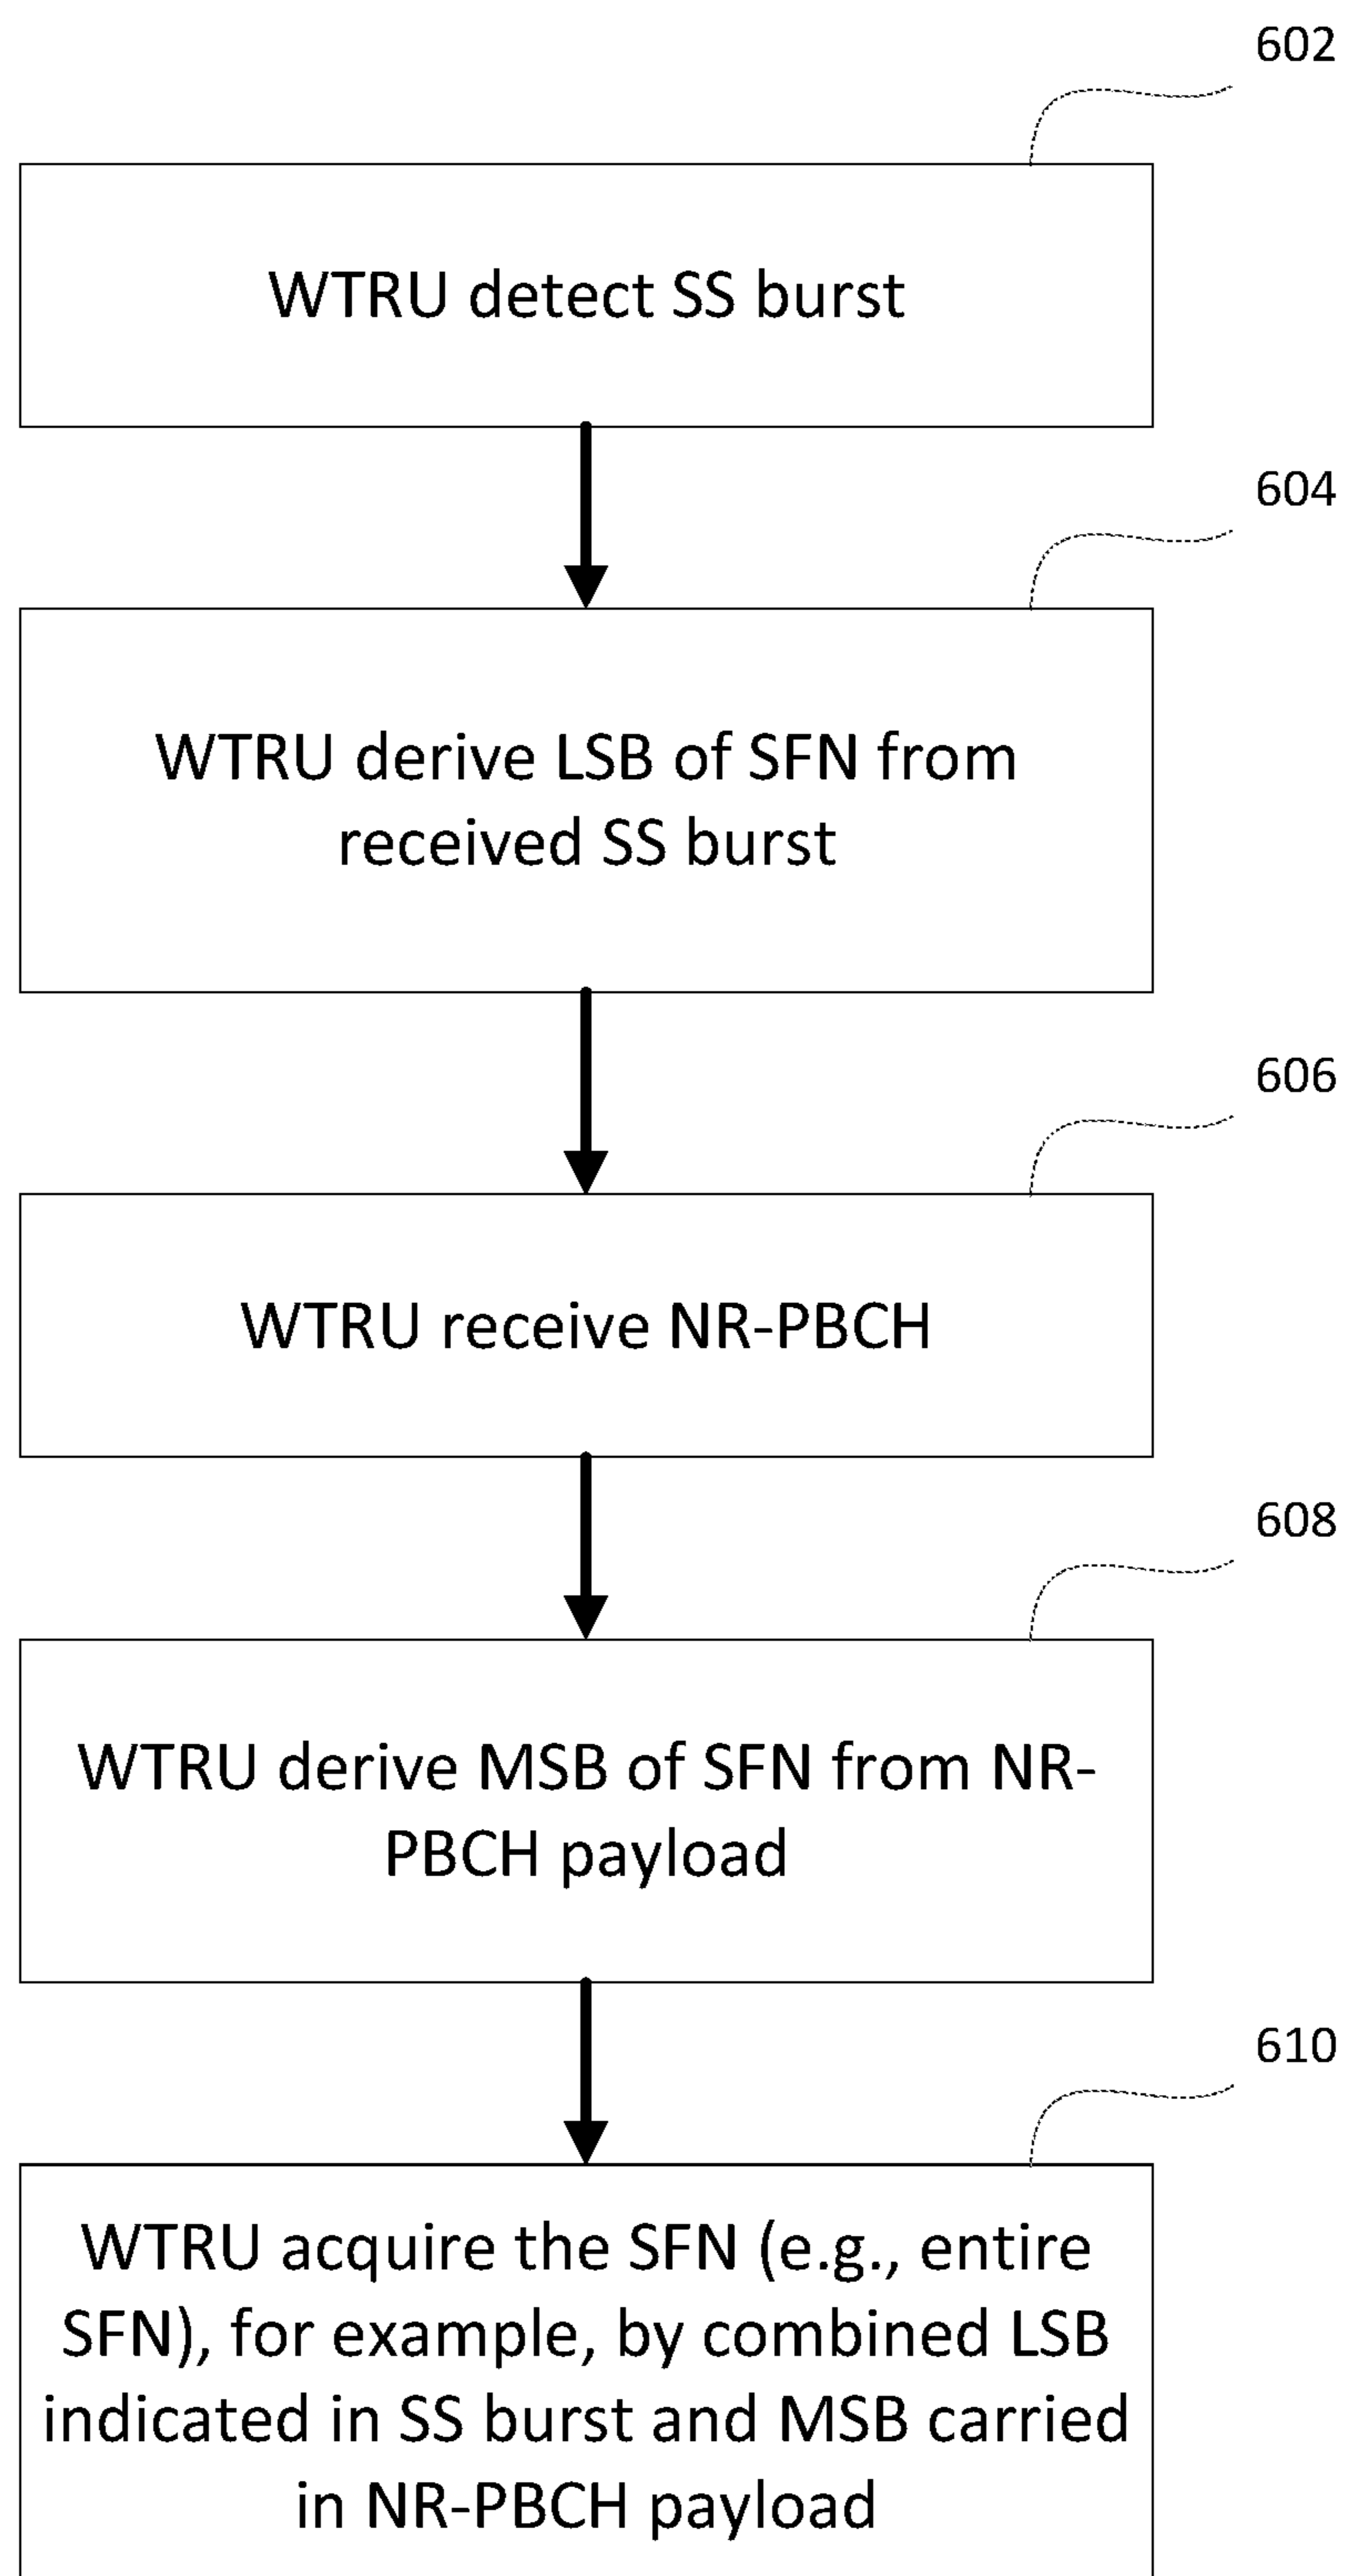 602
WTRU detect SS burst
604
WTRU derive LSB of SFN from
received SS burst
606
WTRU receive NR-PBCH
608
WTRU derive MSB of SFN from NR-
PBCH payload
610
WTRU acquire the SFN (e.g., entire
SFN), for example, by combined LSB
indicated in SS burst and MSB carried
in NR-PBCH payload